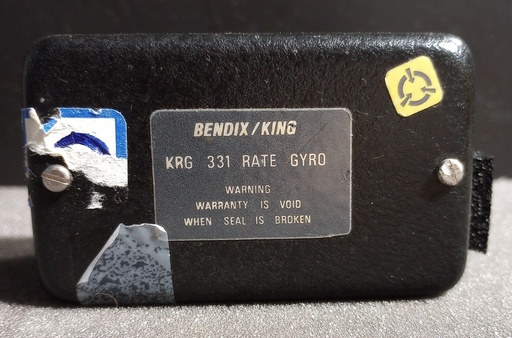 BENDIX/KING
KRG 331 RATE GYRO
WARNING
WARRANTY IS VOID
WHEN SEAL IS BROKEN